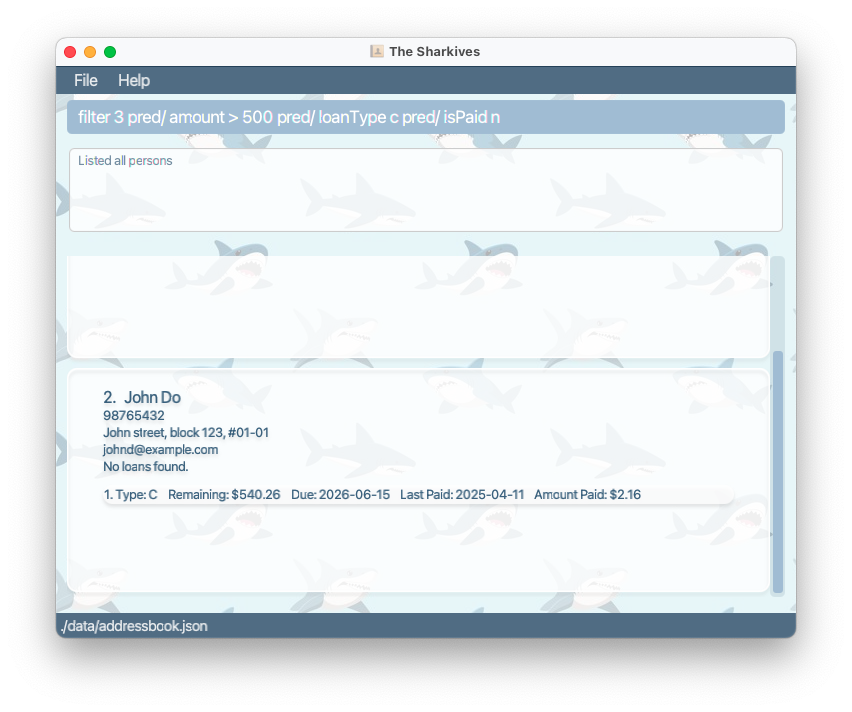 The Sharkives
File Help
filter 3 pred/ amount > 500 pred/ loanType c pred/ isPaid n
Listed all persons
2. John Do
98765432
John street, block 123, #01-01
johnd@example.com
No loans found.
1. Type: C Remaining: $540.26 Due: 2026-06-15 Last Paid: 2025-04-11 Amount Paid: $2.16
./data/addressbook.json